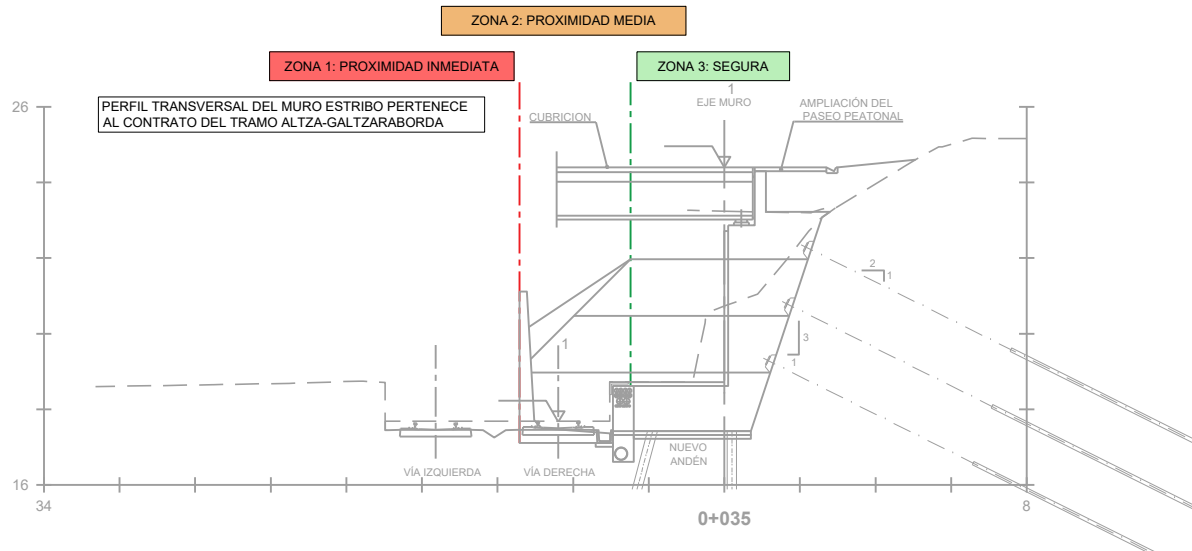 ZONA 2: PROXIMIDAD MEDIA
ZONA 1: PROXIMIDAD INMEDIATA
ZONA 3: SEGURA
PERFIL TRANSVERSAL DEL MURO ESTRIBO PERTENECE
AL CONTRATO DEL TRAMO ALTZA-GALTZARABORDA
26
CUBRICION
1
EJE MURO
AMPLIACIÓN DEL
PASEO PEATONAL
2
1
3
1
1
VÍA IZQUIERDA
VÍA DERECHA
NUEVO
ANDÉN
16
34
0+035
8